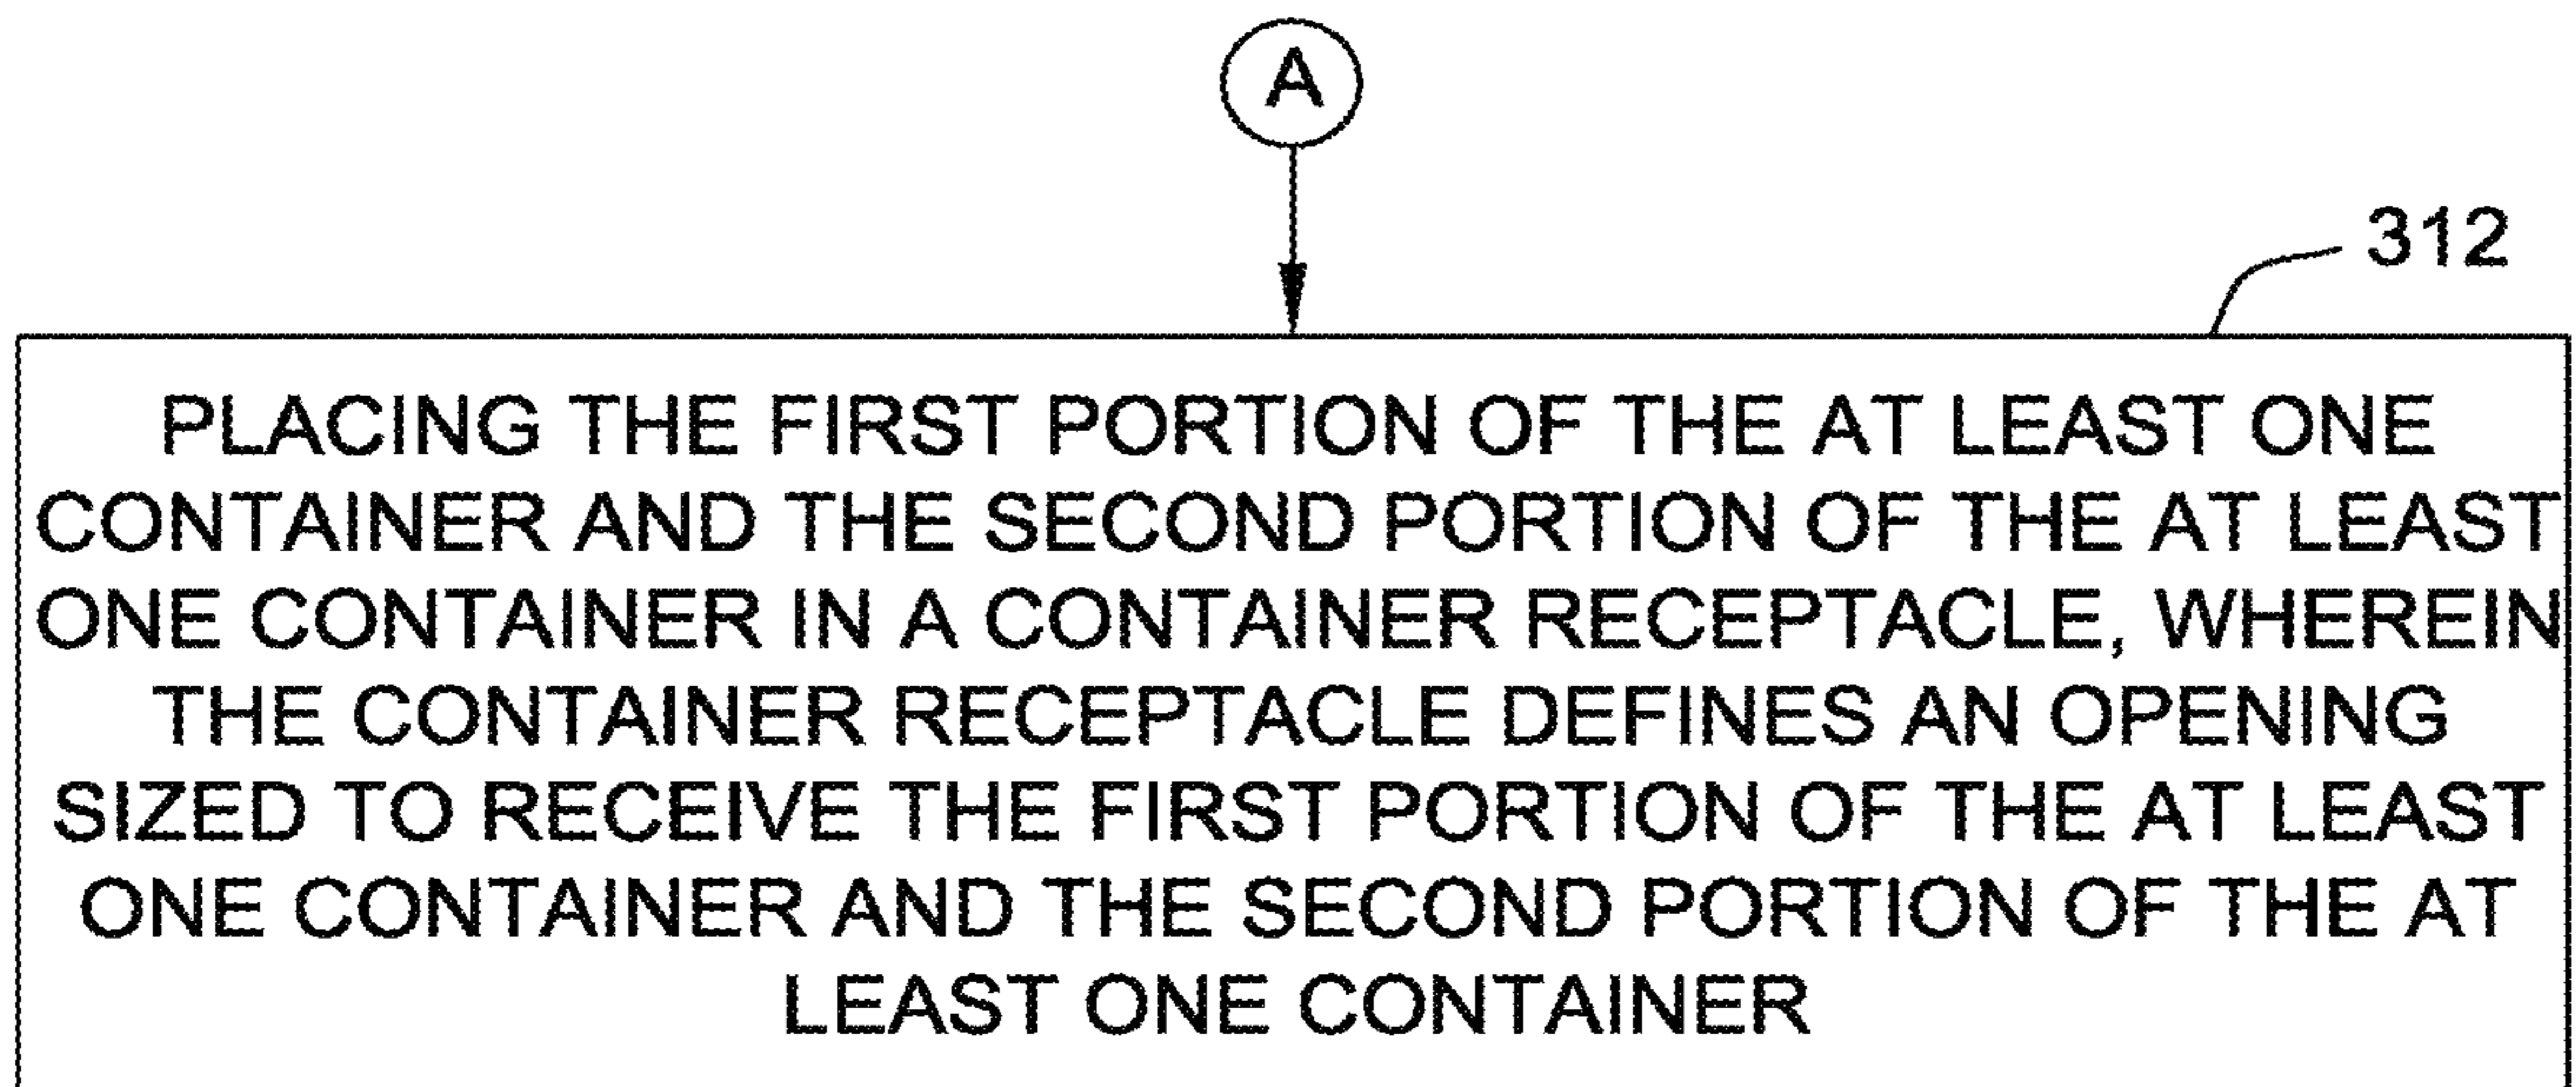 A
312
PLACING THE FIRST PORTION OF THE AT LEAST ONE
CONTAINER AND THE SECOND PORTION OF THE AT LEAST
ONE CONTAINER IN A CONTAINER RECEPTACLE, WHEREIN
THE CONTAINER RECEPTACLE DEFINES AN OPENING
SIZED TO RECEIVE THE FIRST PORTION OF THE AT LEAST
ONE CONTAINER AND THE SECOND PORTION OF THE AT
LEAST ONE CONTAINER